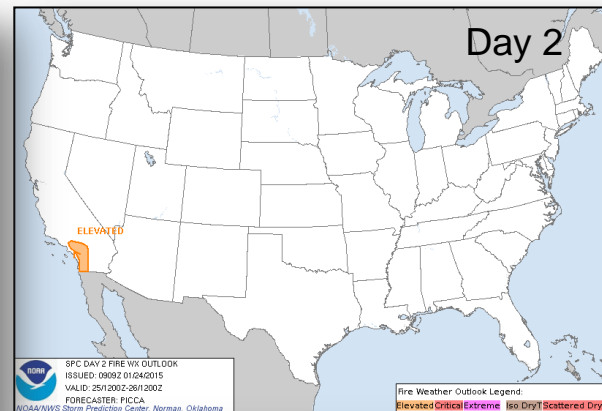 Day 2
ELEVATED
NOAA
SPC DAY 2 FIRE WX OUTLOOK
ISSUED: 0909Z 01/24/2015
VALID: 25/1200Z-26/1200Z
FORECASTER: PICCA
NOAA/NWS Storm Prediction Center, Norman, Oklahoma
Fire Weather Outlook Legend:
Elevated Critical Extreme Iso DryT Scattered Dry